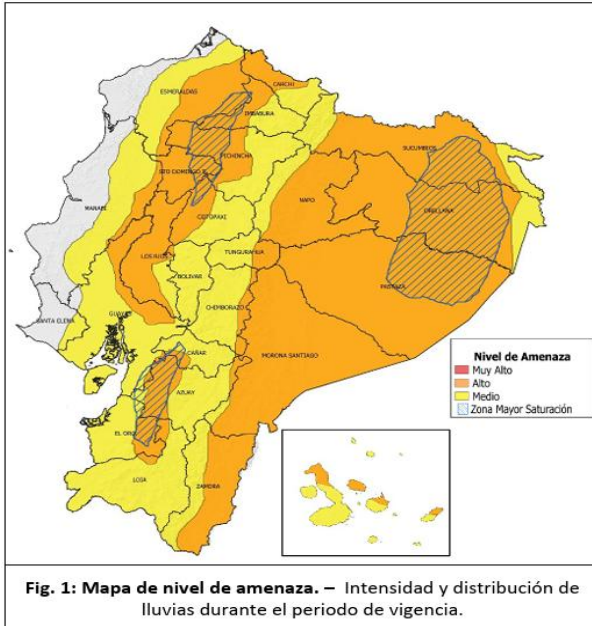 ESMERALDAS
CARCHI
IMBABURA
SUCUMBIOS
PICHINCHA
STO DOMINGO
MANABI
NAPO
ORELLANA
COTOPAXI
LOS RIOS
TUNGURAHUA
PASTAZA
BOLIVAR
GUAYAS
CHIMBORAZO
SANTA ELENA
MORONA SANTIAGO
CAÑAR
AZUAY
EL ORO
LOJA
ZAMORA
Nivel de Amenaza
Muy Alto
Alto
Medio
Zona Mayor Saturación
Fig. 1: Mapa de nivel de amenaza. – Intensidad y distribución de
lluvias durante el periodo de vigencia.